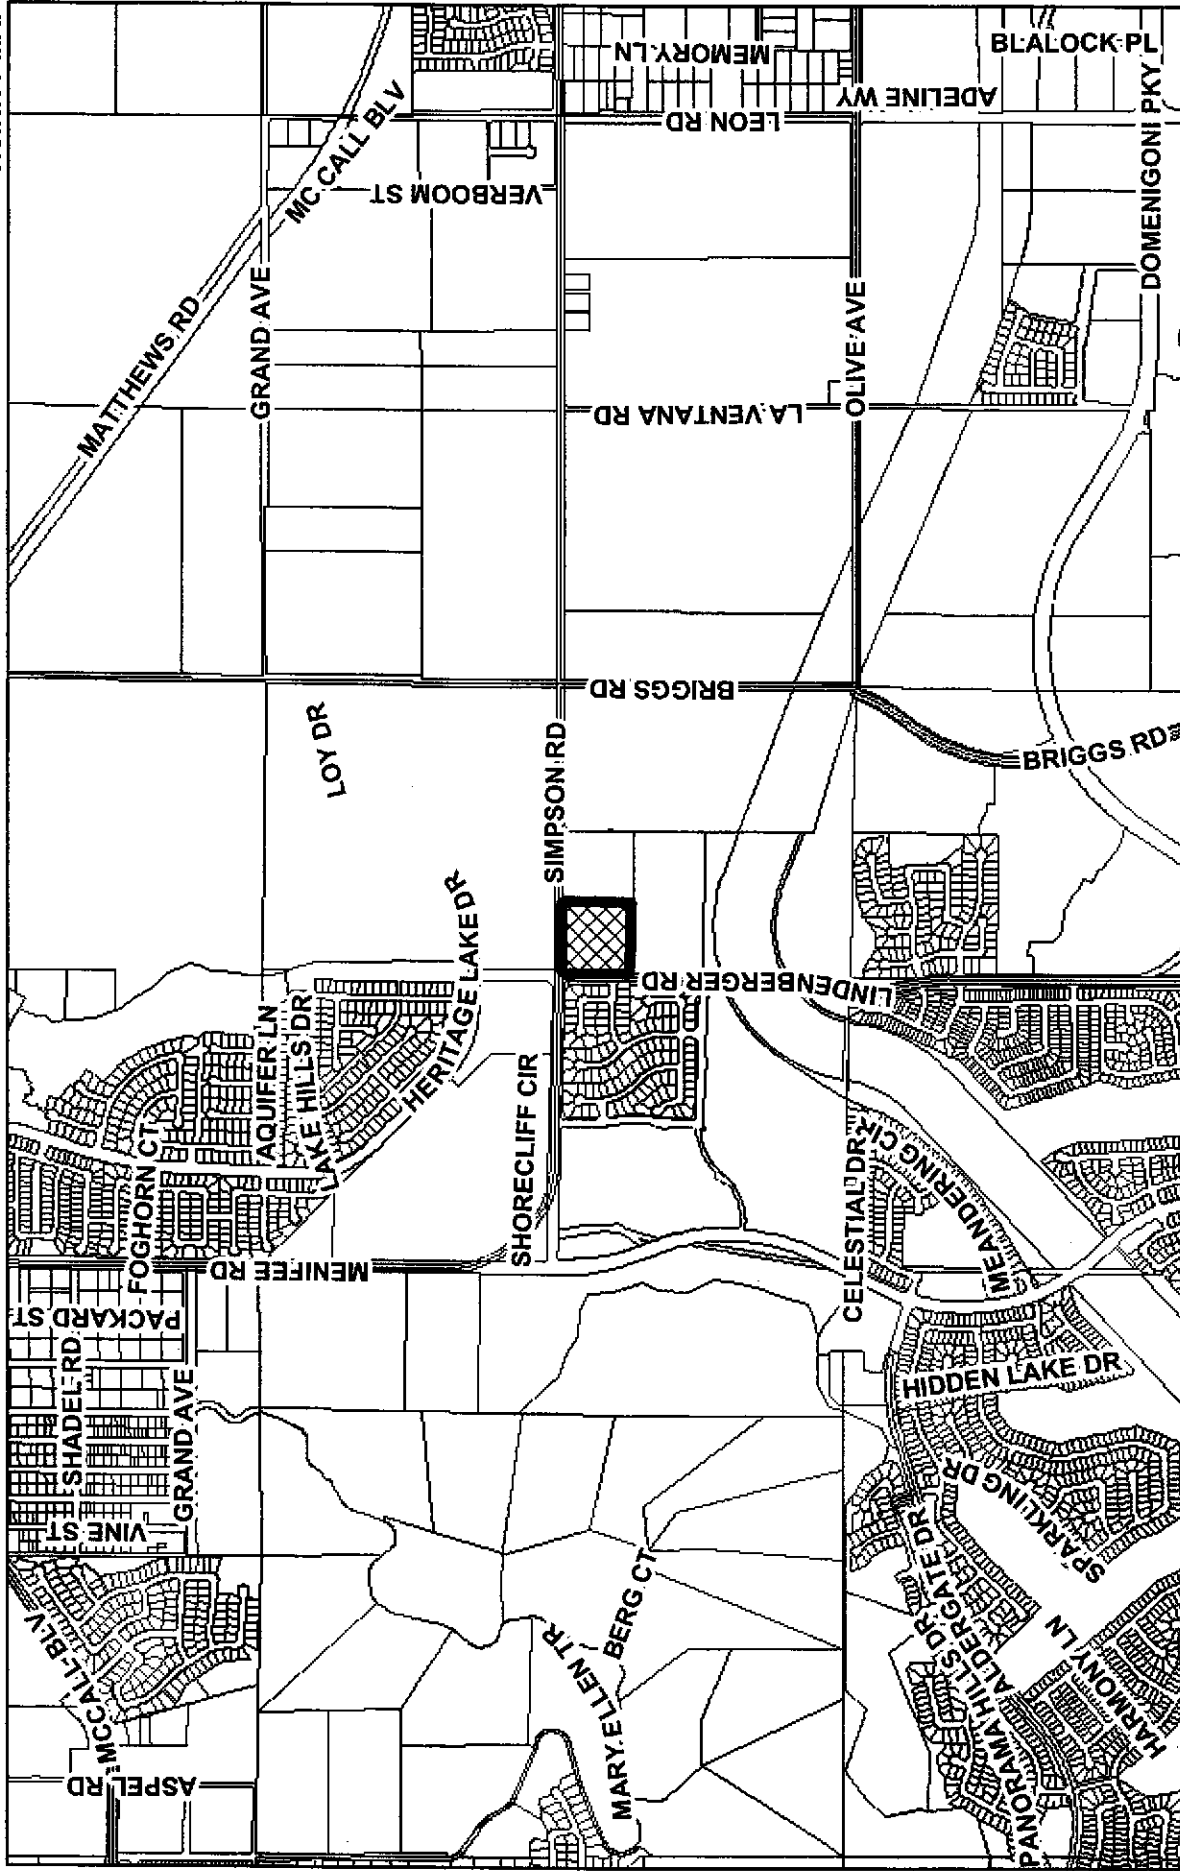 MEMORY LN
BLALOCK PL
ADELINE WY
LEON RD
MC CALL BLV
VERBOOM ST
DOMENIGONI PKY
MATTHEWS RD
GRAND AVE
OLIVE AVE
LA VENTANA RD
BRIGGS RD
LOY DR
SIMPSON RD
BRIGGS RD
HERITAGE LAKE DR
LINDENBERGER RD
AQUIFER LN
LAKE HILLS DR
SHORECLIFF CIR
FOGHORN CT
MENIFEE RD
CELESTIAL DR
MEANDERING CIR
PACKARD ST
SHADEL RD
GRAND AVE
VINE ST
HIDDEN LAKE DR
SPARKLING DR
MCCALL BLV
ASPEL RD
MARY ELLEN TR
BERG CT
ALDERGATE DR
PANORAMA HILLS DR
HARMONY LN